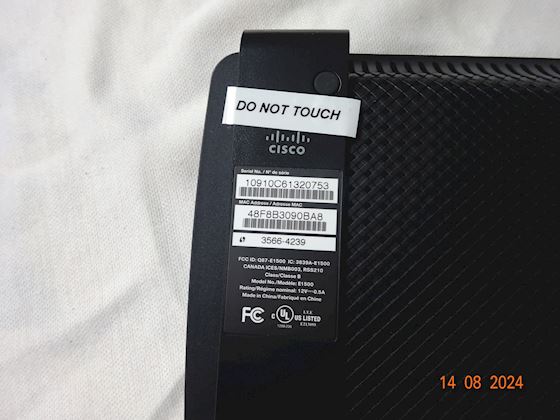 DO NOT TOUCH
CISCO
Serial No. / N° de série
10910C61320753
MAC Address / Adresse MAC
48F8B3090BA8
3566-4239
FCC ID: Q87-E1500 IC: 3839A-E1500
CANADA ICES/NMB003, RSS210
Class/Classe B
Model No./Modèle: E1500
Rating/Régime nominal: 12V⎓0.5A
Made in China/Fabriqué en Chine
FC
C UL US LISTED
I.T.E.
14 08 2024